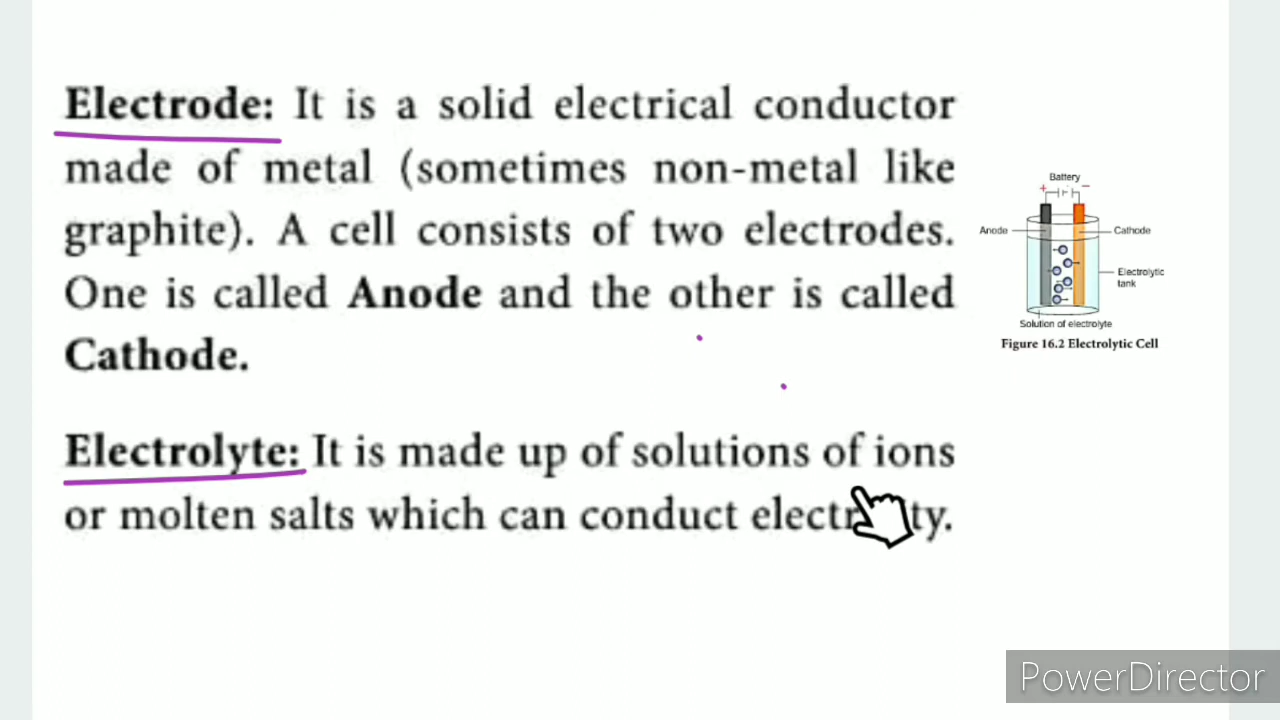 Electrode: It is a solid electrical conductor
made of metal (sometimes non-metal like
graphite). A cell consists of two electrodes.
One is called Anode and the other is called
Cathode.
Electrolyte: It is made up of solutions of ions
or molten salts which can conduct
Battery
+ −
Anode
Cathode
Electrolytic
tank
Solution of electrolyte
Figure 16.2 Electrolytic Cell
PowerDirector